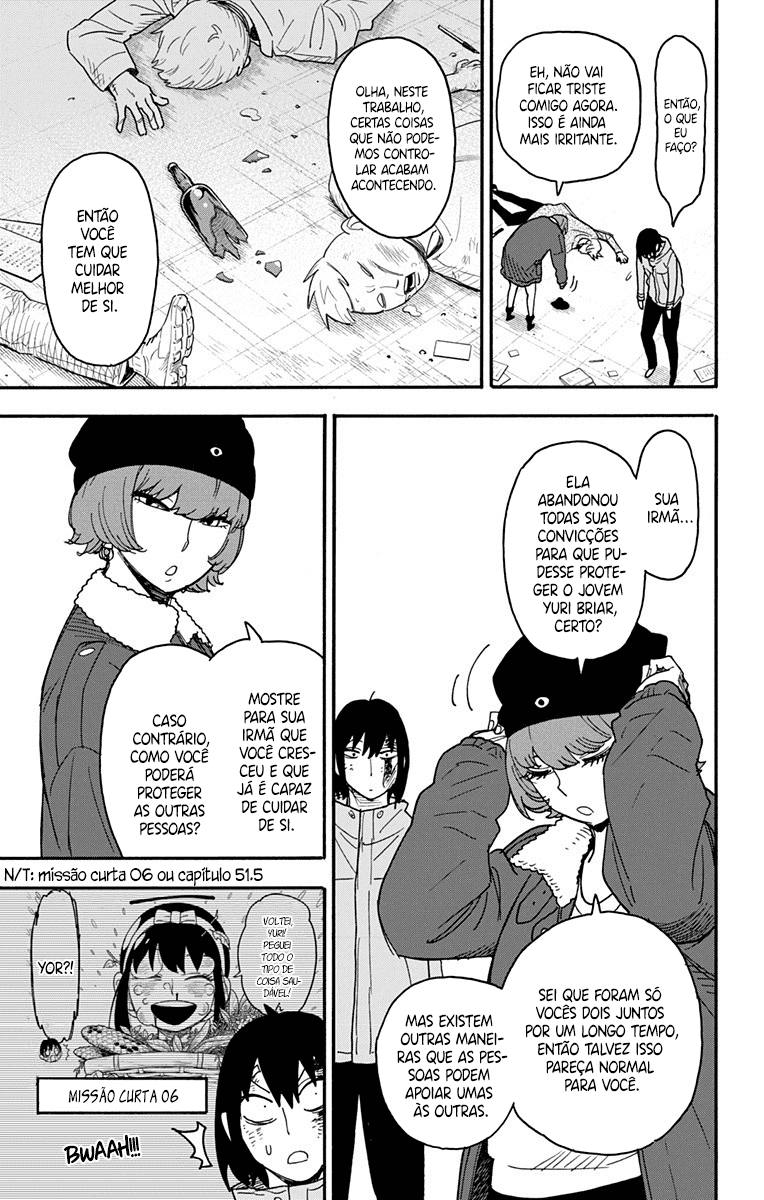 ENTÃO,
O QUE
EU
FAÇO?
EH, NÃO VAI
FICAR TRISTE
COMIGO AGORA.
ISSO É AINDA
MAIS IRRITANTE.
OLHA, NESTE
TRABALHO,
CERTAS COISAS
QUE NÃO PODE-
MOS CONTRO-
LAR ACABAM
ACONTECENDO.
ENTÃO
VOCÊ
TEM QUE
CUIDAR
MELHOR
DE SI.
SUA
IRMÃ...
ELA
ABANDONOU
TODAS SUAS
CONVICÇÕES
PARA QUE PU-
DESSE PROTE-
GER O JOVEM
YURI BRIAR,
CERTO?
SEI QUE FORAM SÓ
VOCÊS DOIS JUNTOS
POR UM LONGO TEMPO,
ENTÃO TALVEZ ISSO
PAREÇA NORMAL
PARA VOCÊ.
MAS EXISTEM
OUTRAS MANEI-
RAS QUE AS PES-
SOAS PODEM
APOIAR UMAS
ÀS OUTRAS.
MOSTRE
PARA SUA
IRMÃ QUE
VOCÊ CRES-
CEU E QUE
JÁ É CAPAZ
DE CUIDAR
DE SI.
CASO
CONTRÁRIO,
COMO VOCÊ
PODERÁ
PROTEGER
AS OUTRAS
PESSOAS?
N/T: missão curta 06 ou capítulo 51.5
VOLTEI,
YURI!
PEGUEI
TODO O
TIPO DE
COISA SAU-
DÁVEL!
YOR?!
MISSÃO CURTA 06
BWAAH!!!